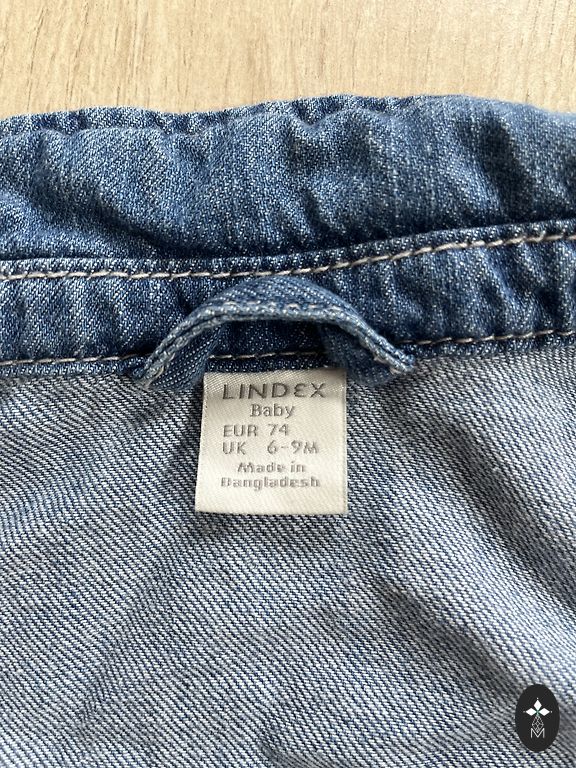 LINDEX
Baby
EUR 74
UK 6-9M
Made in
Bangladesh
M